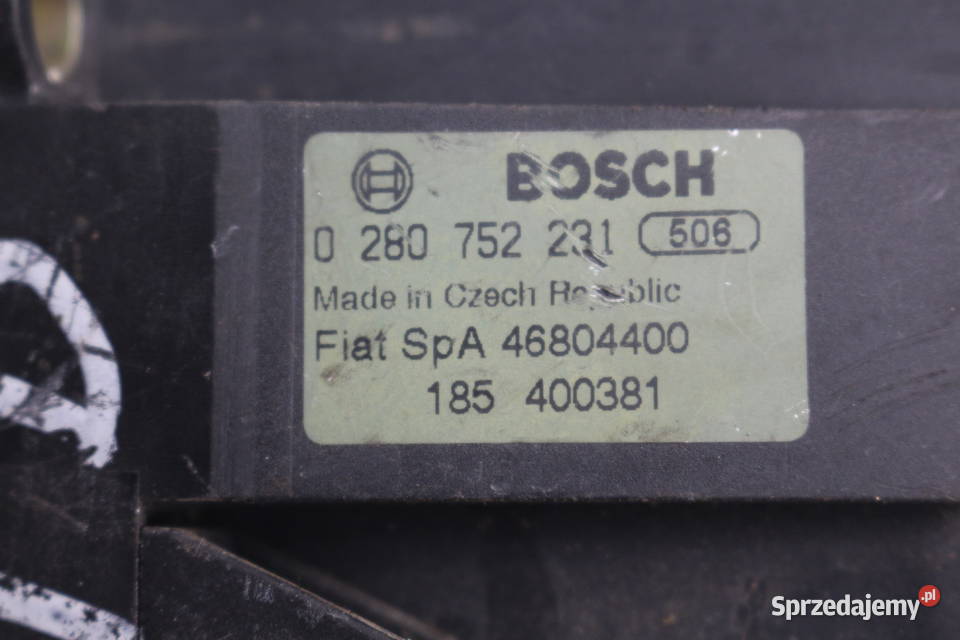 BOSCH
0 280 752 231 506
Made in Czech Republic
Fiat SpA 46804400
185 400381
Sprzedajemy.pl